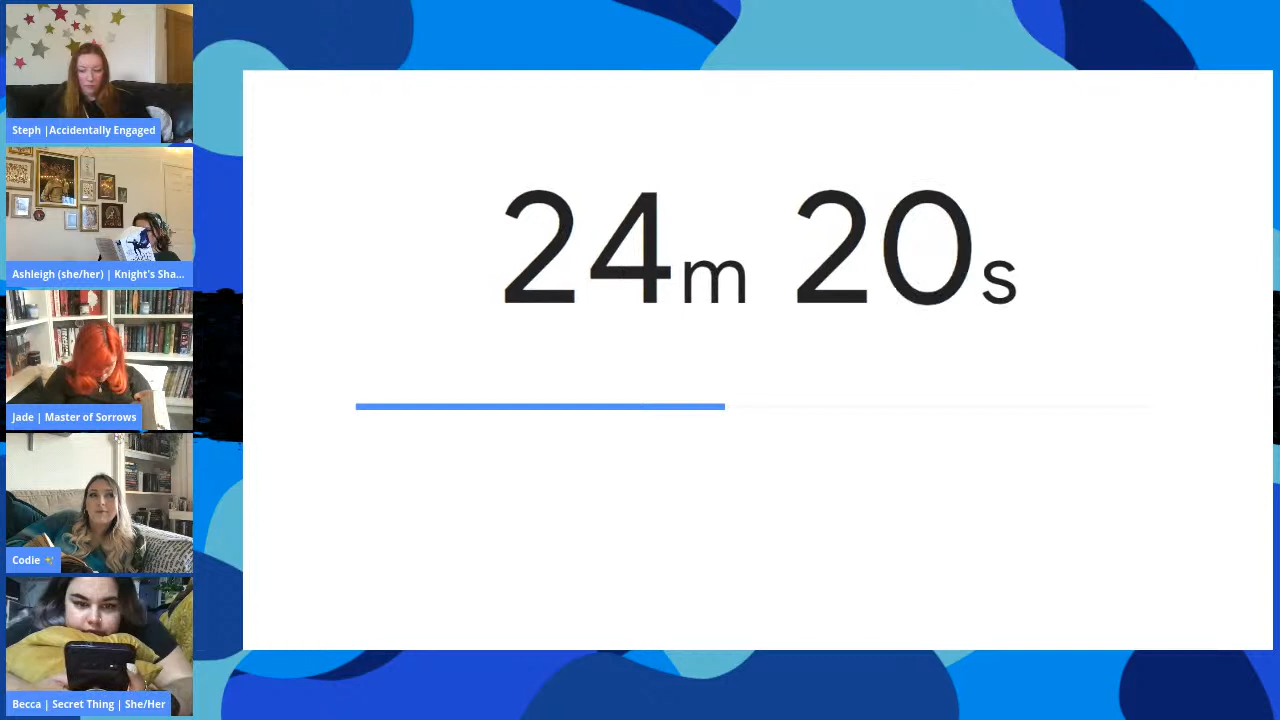 Steph |Accidentally Engaged
24m 20s
Ashleigh (she/her) | Knight's Sha...
Jade | Master of Sorrows
Codie ✨
Becca | Secret Thing | She/Her